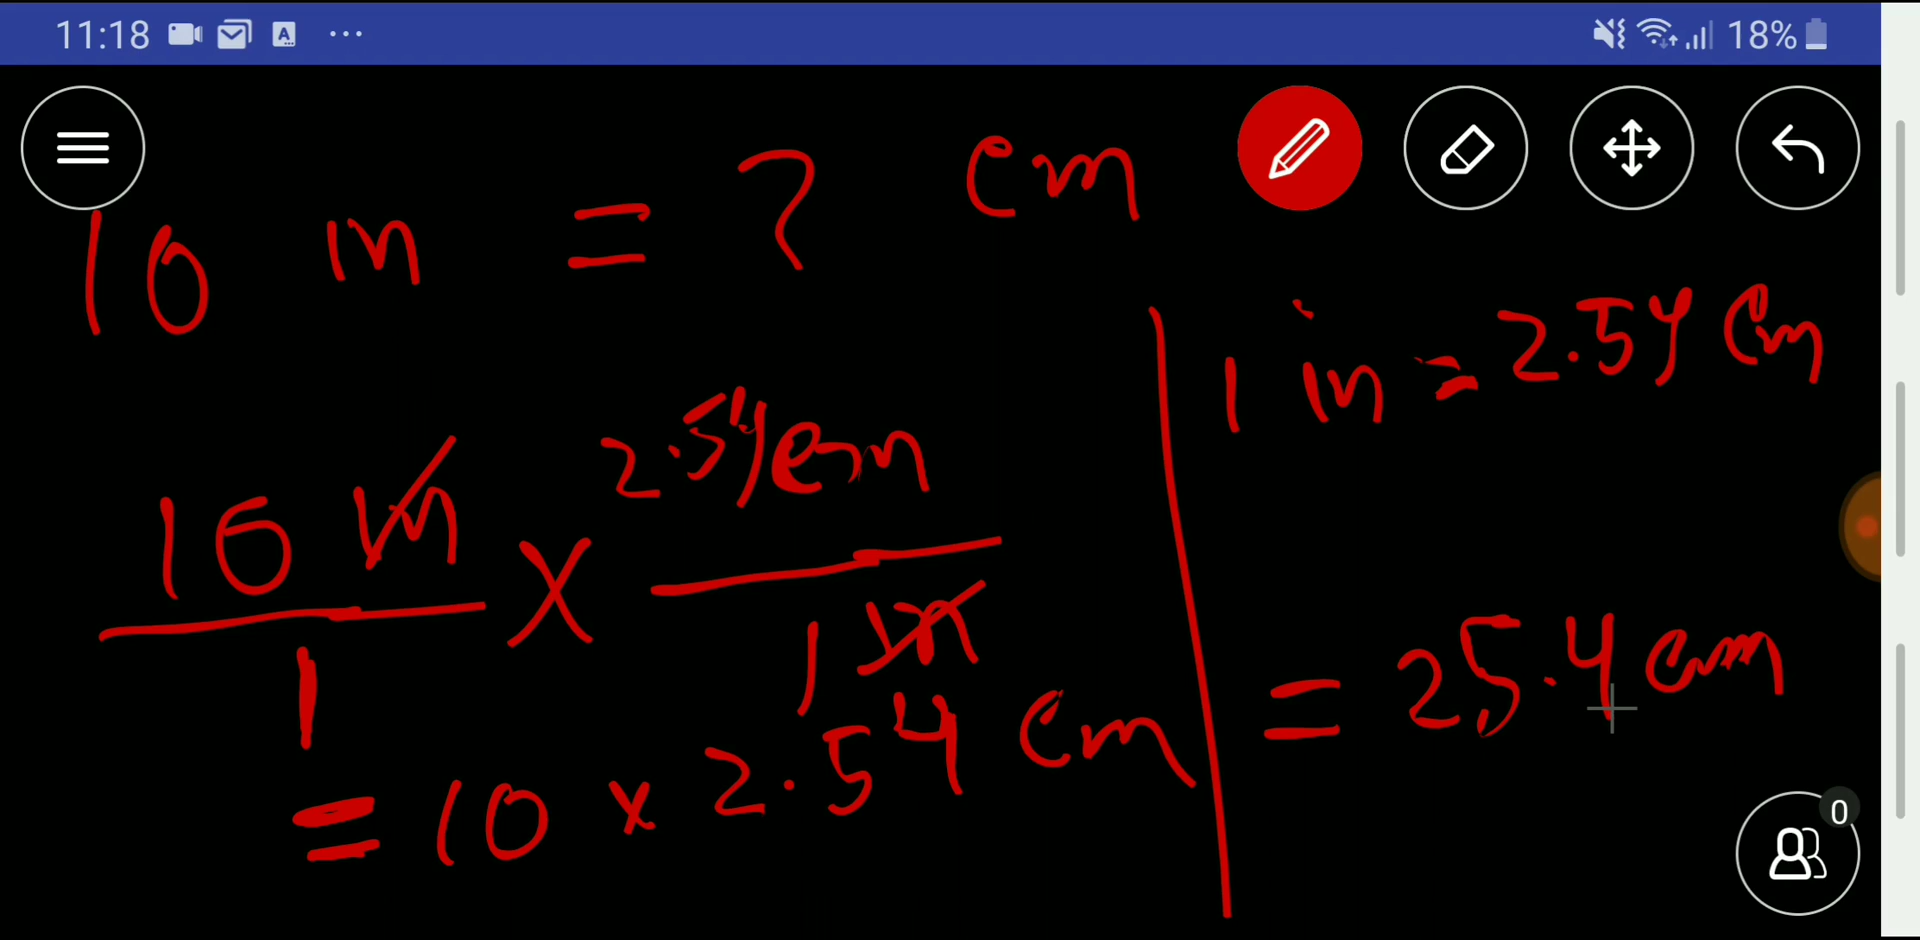 11:18 A ... 18%
10 in = ? cm
1 in = 2.54 cm
10 in × 2.54 cm
1 1 in
= 10 × 2.54 cm
= 25.4 cm
0